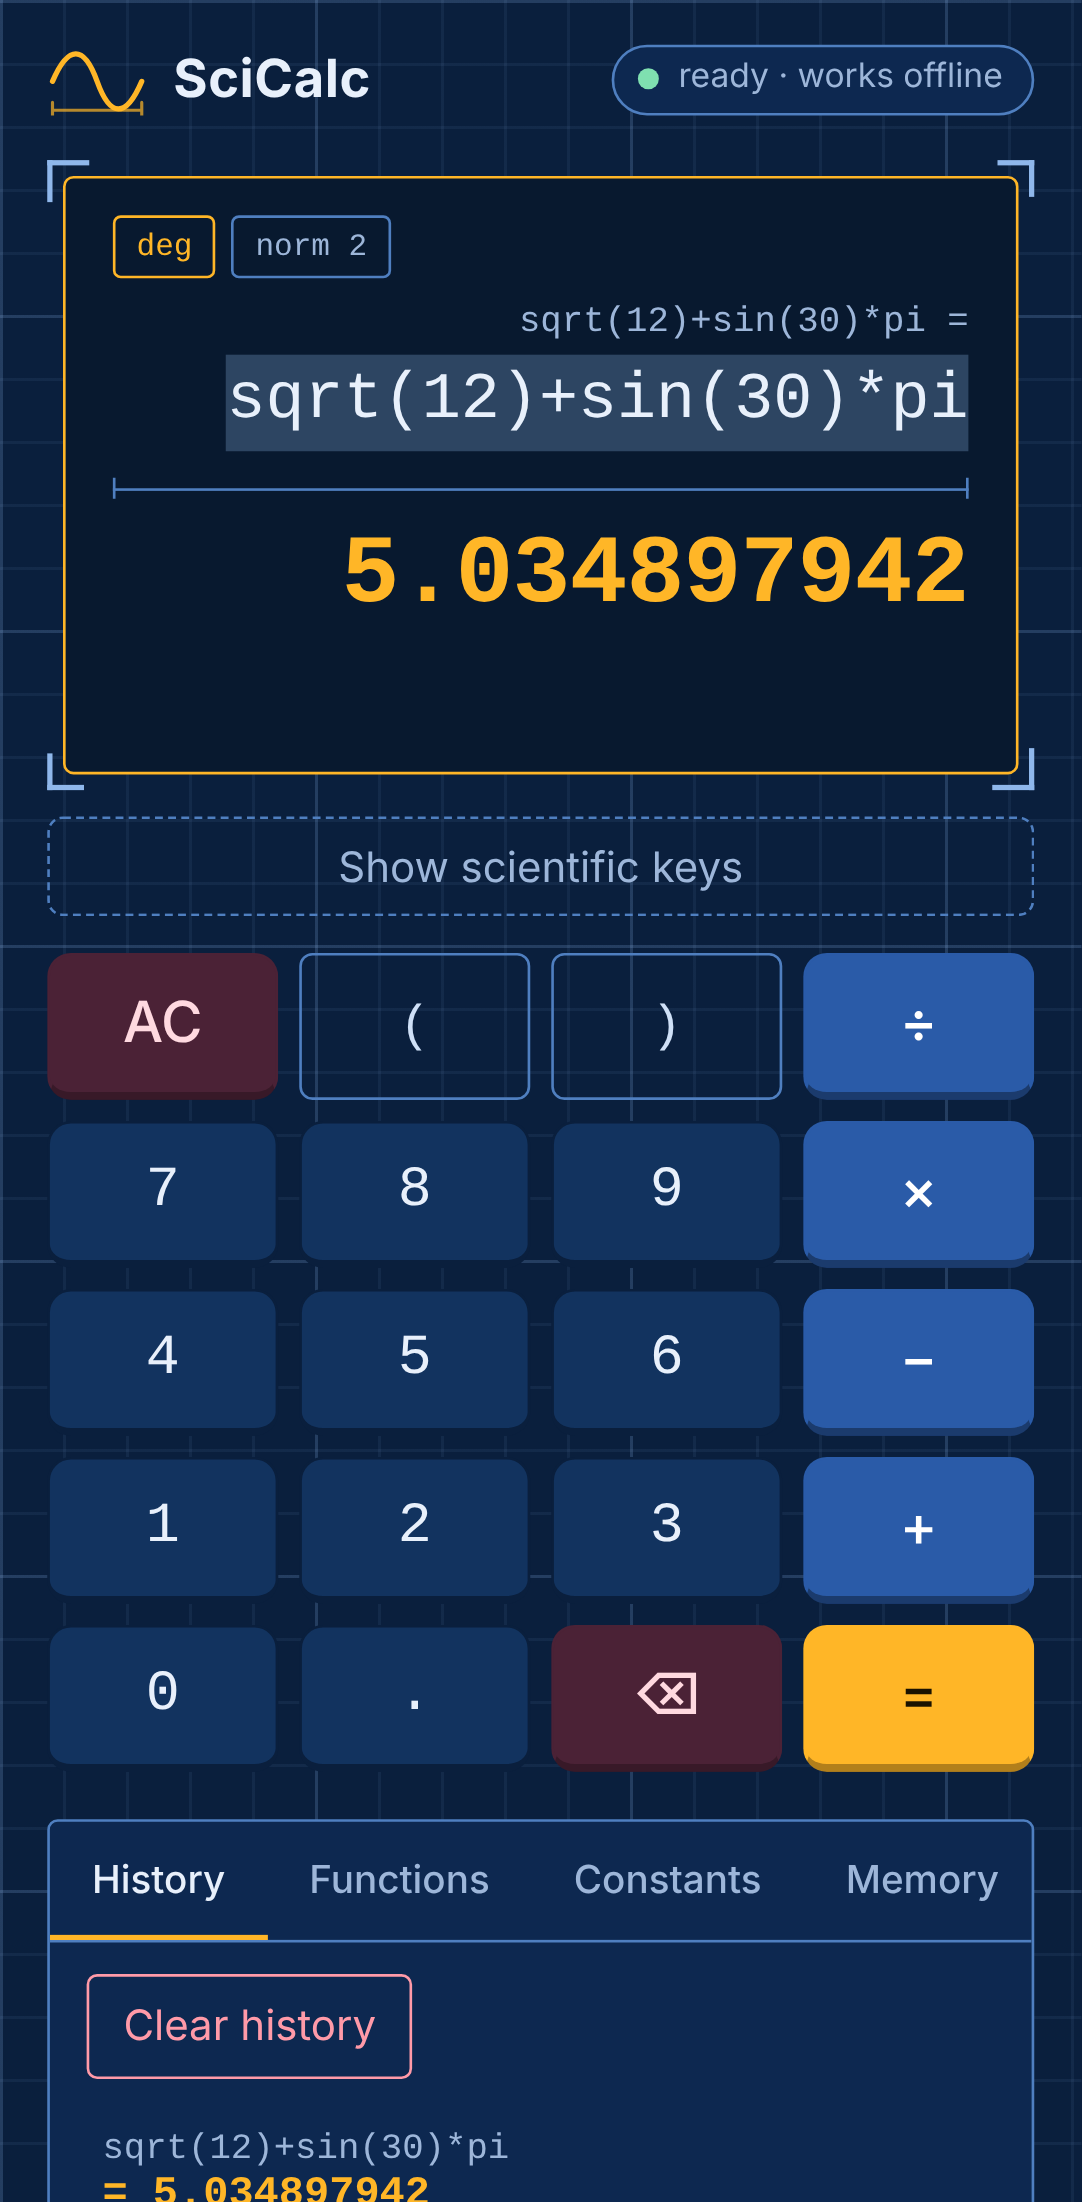 SciCalc
ready · works offline
deg
norm 2
sqrt(12)+sin(30)*pi =
sqrt(12)+sin(30)*pi
5.034897942
Show scientific keys
AC ( ) ÷
7 8 9 ×
4 5 6 −
1 2 3 +
0 . =
History Functions Constants Memory
Clear history
sqrt(12)+sin(30)*pi
= 5.034897942